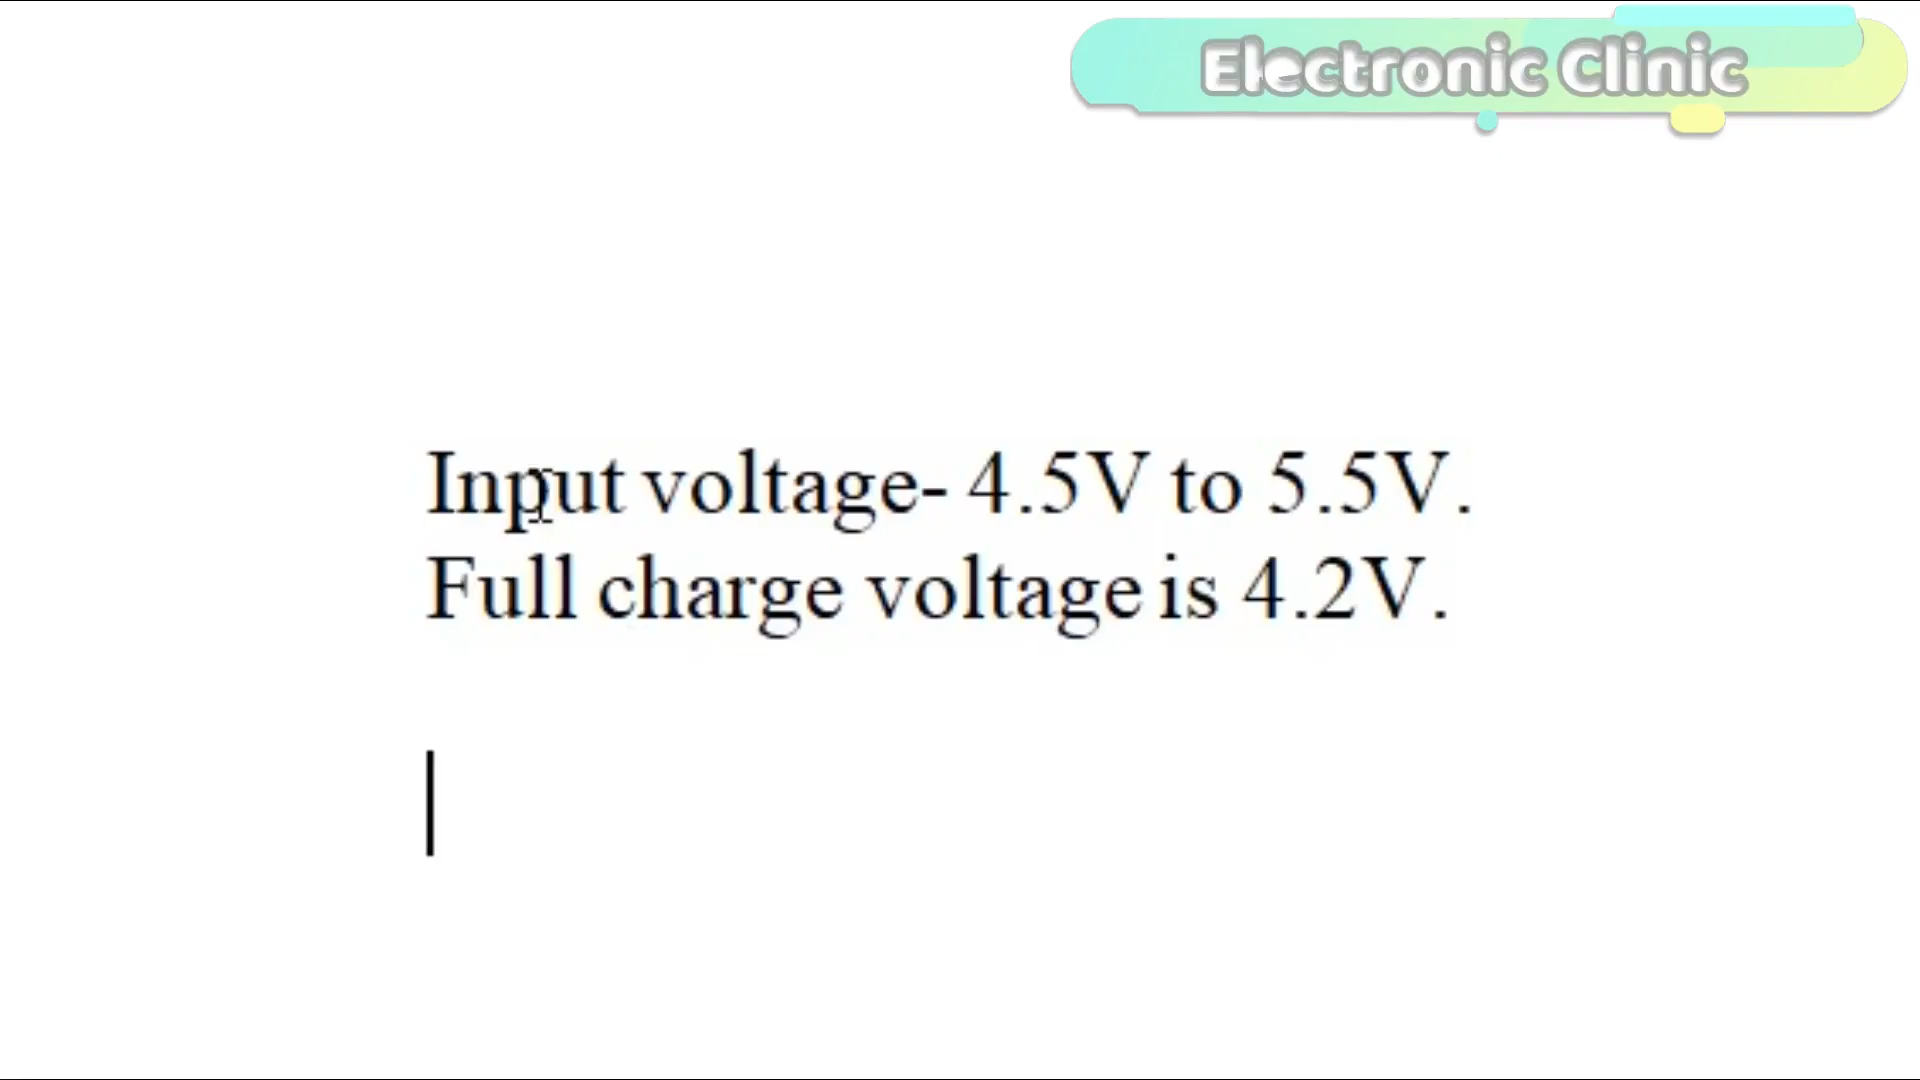 Electronic Clinic
Input voltage- 4.5V to 5.5V.
Full charge voltage is 4.2V.